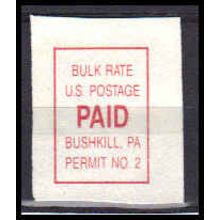 BULK RATE
U.S. POSTAGE
PAID
BUSHKILL, PA
PERMIT NO. 2